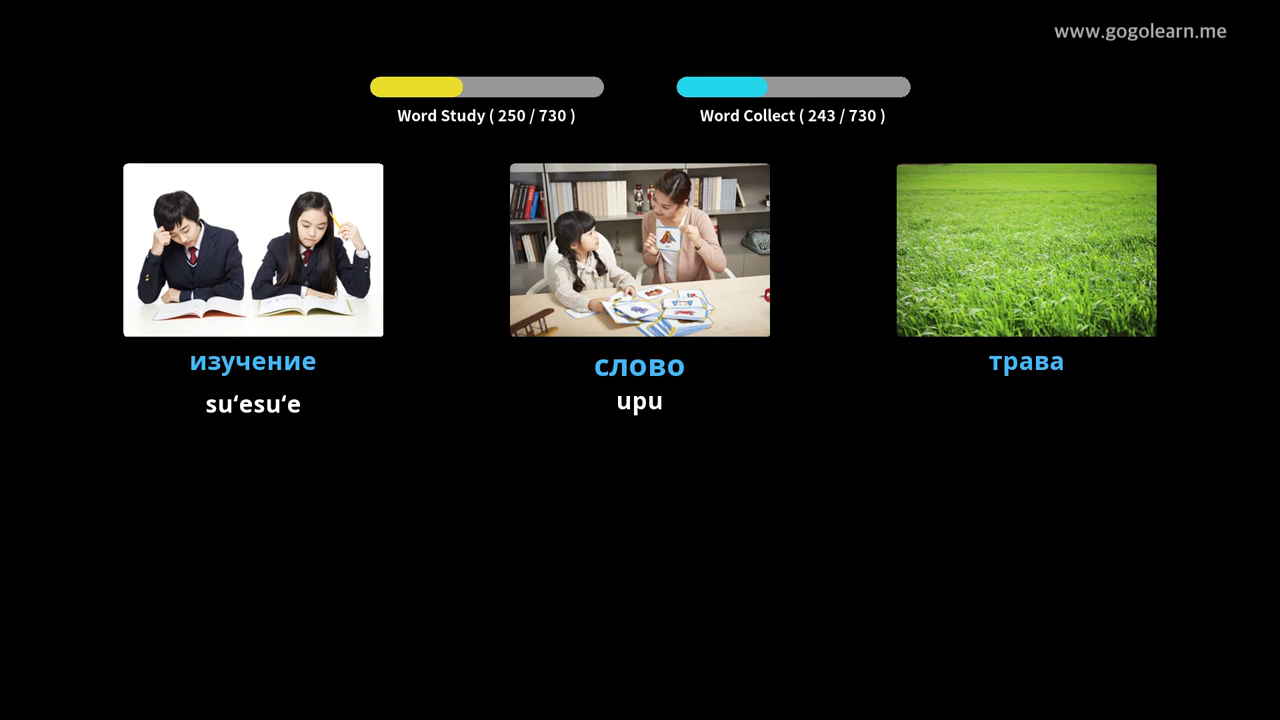 www.gogolearn.me
Word Study ( 250 / 730 )
Word Collect ( 243 / 730 )
изучение
слово
трава
su‘esu‘e
upu